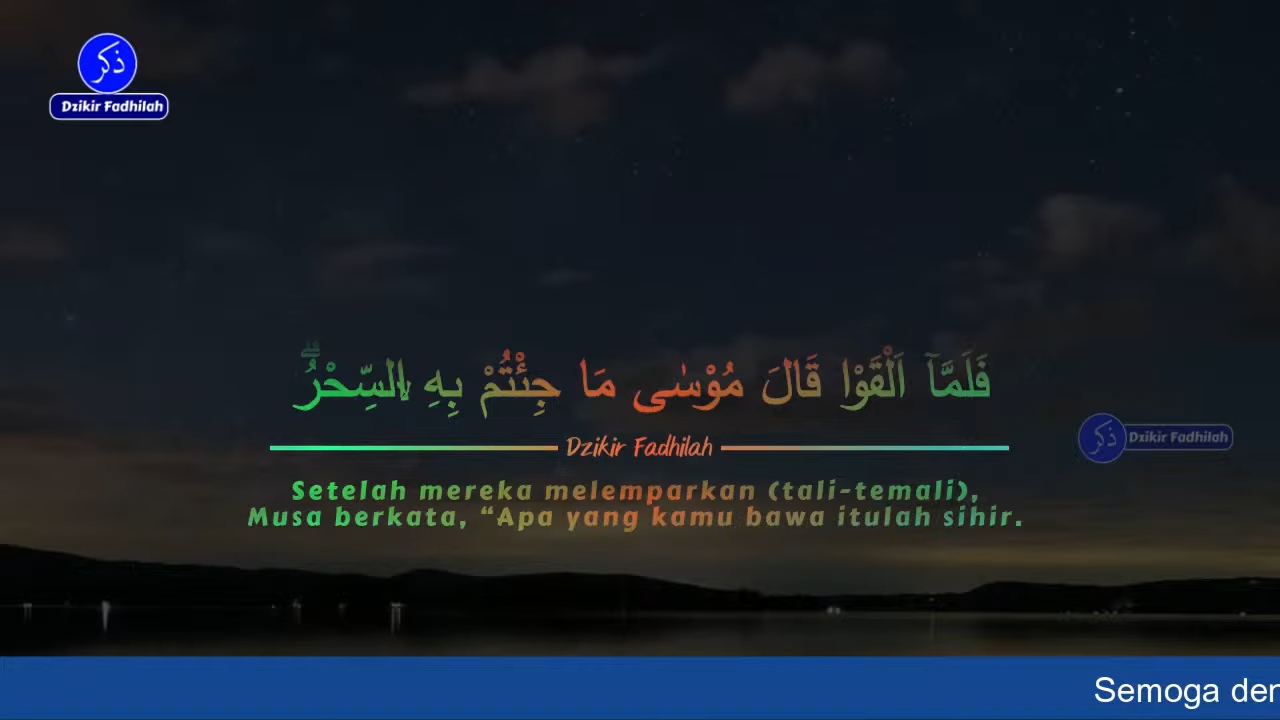 ذكر
Dzikir Fadhilah
فَلَمَّآ اَلْقَوْا قَالَ مُوْسٰى مَا جِئْتُمْ بِهِ ۙالسِّحْرُۗ
Dzikir Fadhilah
ذكر
Dzikir Fadhilah
Setelah mereka melemparkan (tali-temali),
Musa berkata, “Apa yang kamu bawa itulah sihir.
Semoga